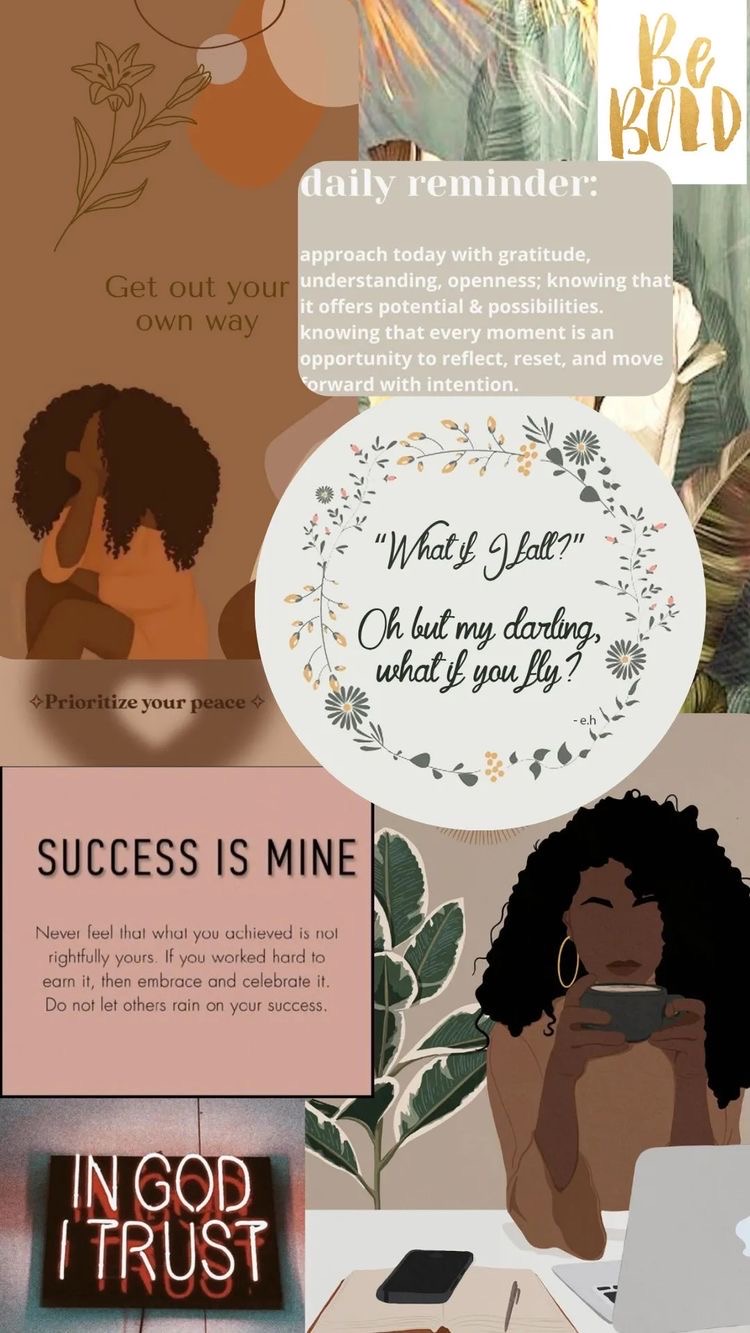 Be
BOLD
daily reminder:
approach today with gratitude,
understanding, openness; knowing that
it offers potential & possibilities.
knowing that every moment is an
opportunity to reflect, reset, and move
forward with intention.
Get out your
own way
"What if I fall?"
Oh but my darling,
what if you fly?
- e.h
✧Prioritize your peace ✧
SUCCESS IS MINE
Never feel that what you achieved is not
rightfully yours. If you worked hard to
earn it, then embrace and celebrate it.
Do not let others rain on your success.
IN GOD
I TRUST